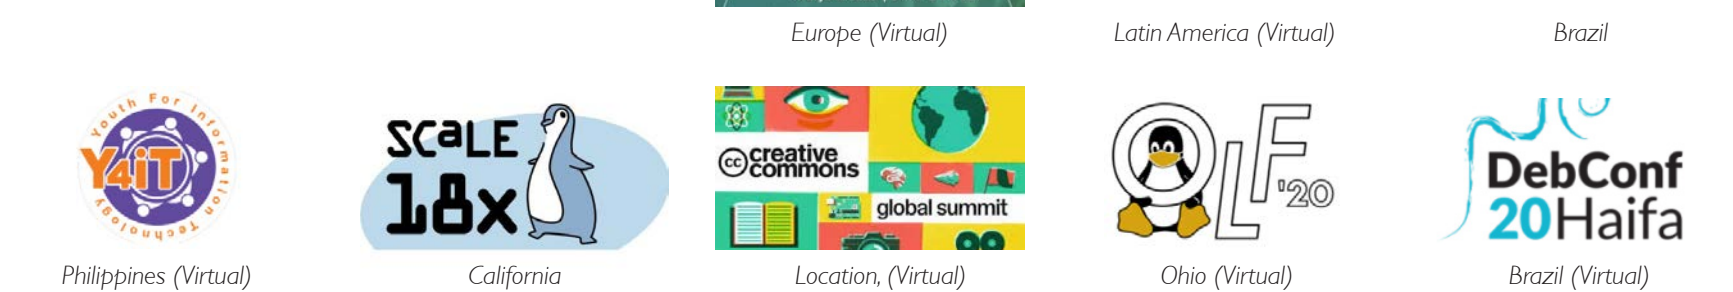 Europe (Virtual)
Latin America (Virtual)
Brazil
Youth For Information Technology
Y4iT
SCaLE
18x
cc creative
commons
global summit
OLF
'20
DebConf
20Haifa
Philippines (Virtual)
California
Location, (Virtual)
Ohio (Virtual)
Brazil (Virtual)